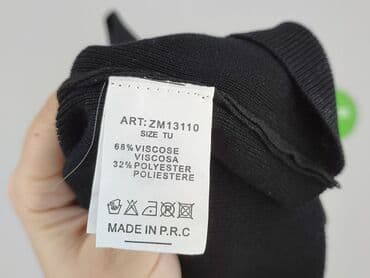 ART:ZM13110
SIZE TU
68%VISCOSE
VISCOSA
32%POLYESTER
POLIESTERE
MADE IN P.R.C